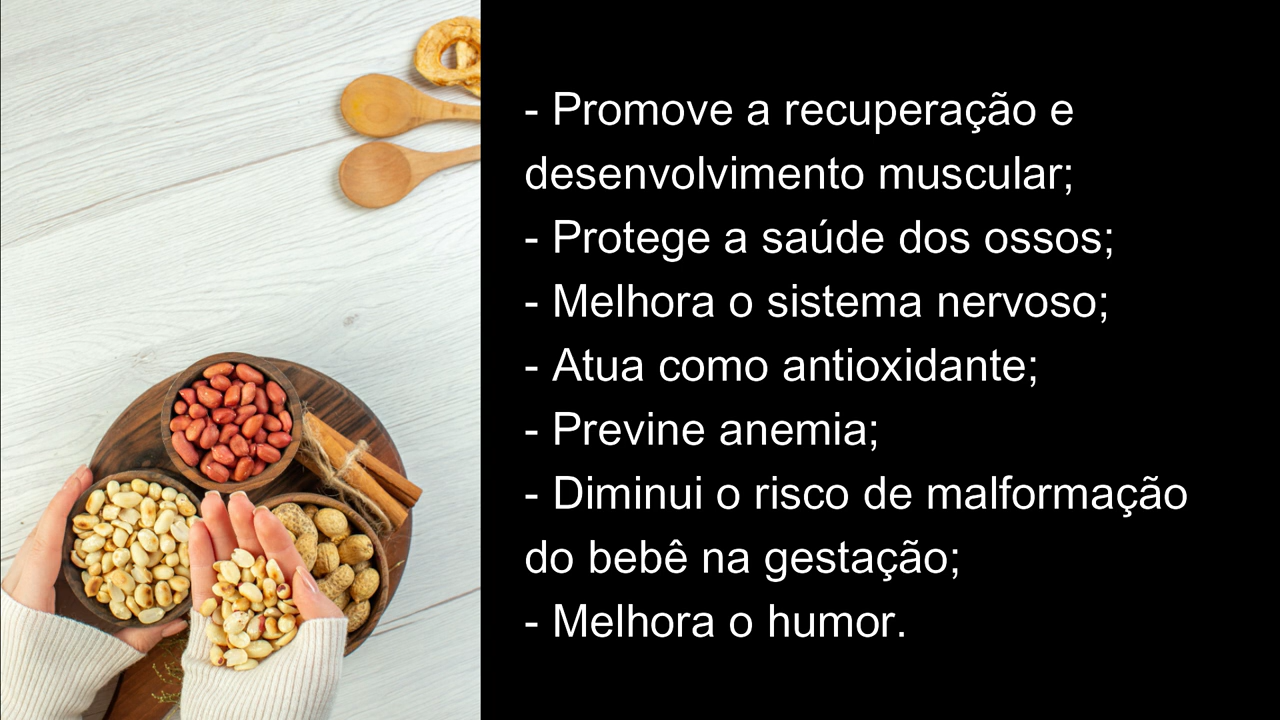 - Promove a recuperação e
desenvolvimento muscular;
- Protege a saúde dos ossos;
- Melhora o sistema nervoso;
- Atua como antioxidante;
- Previne anemia;
- Diminui o risco de malformação
do bebê na gestação;
- Melhora o humor.